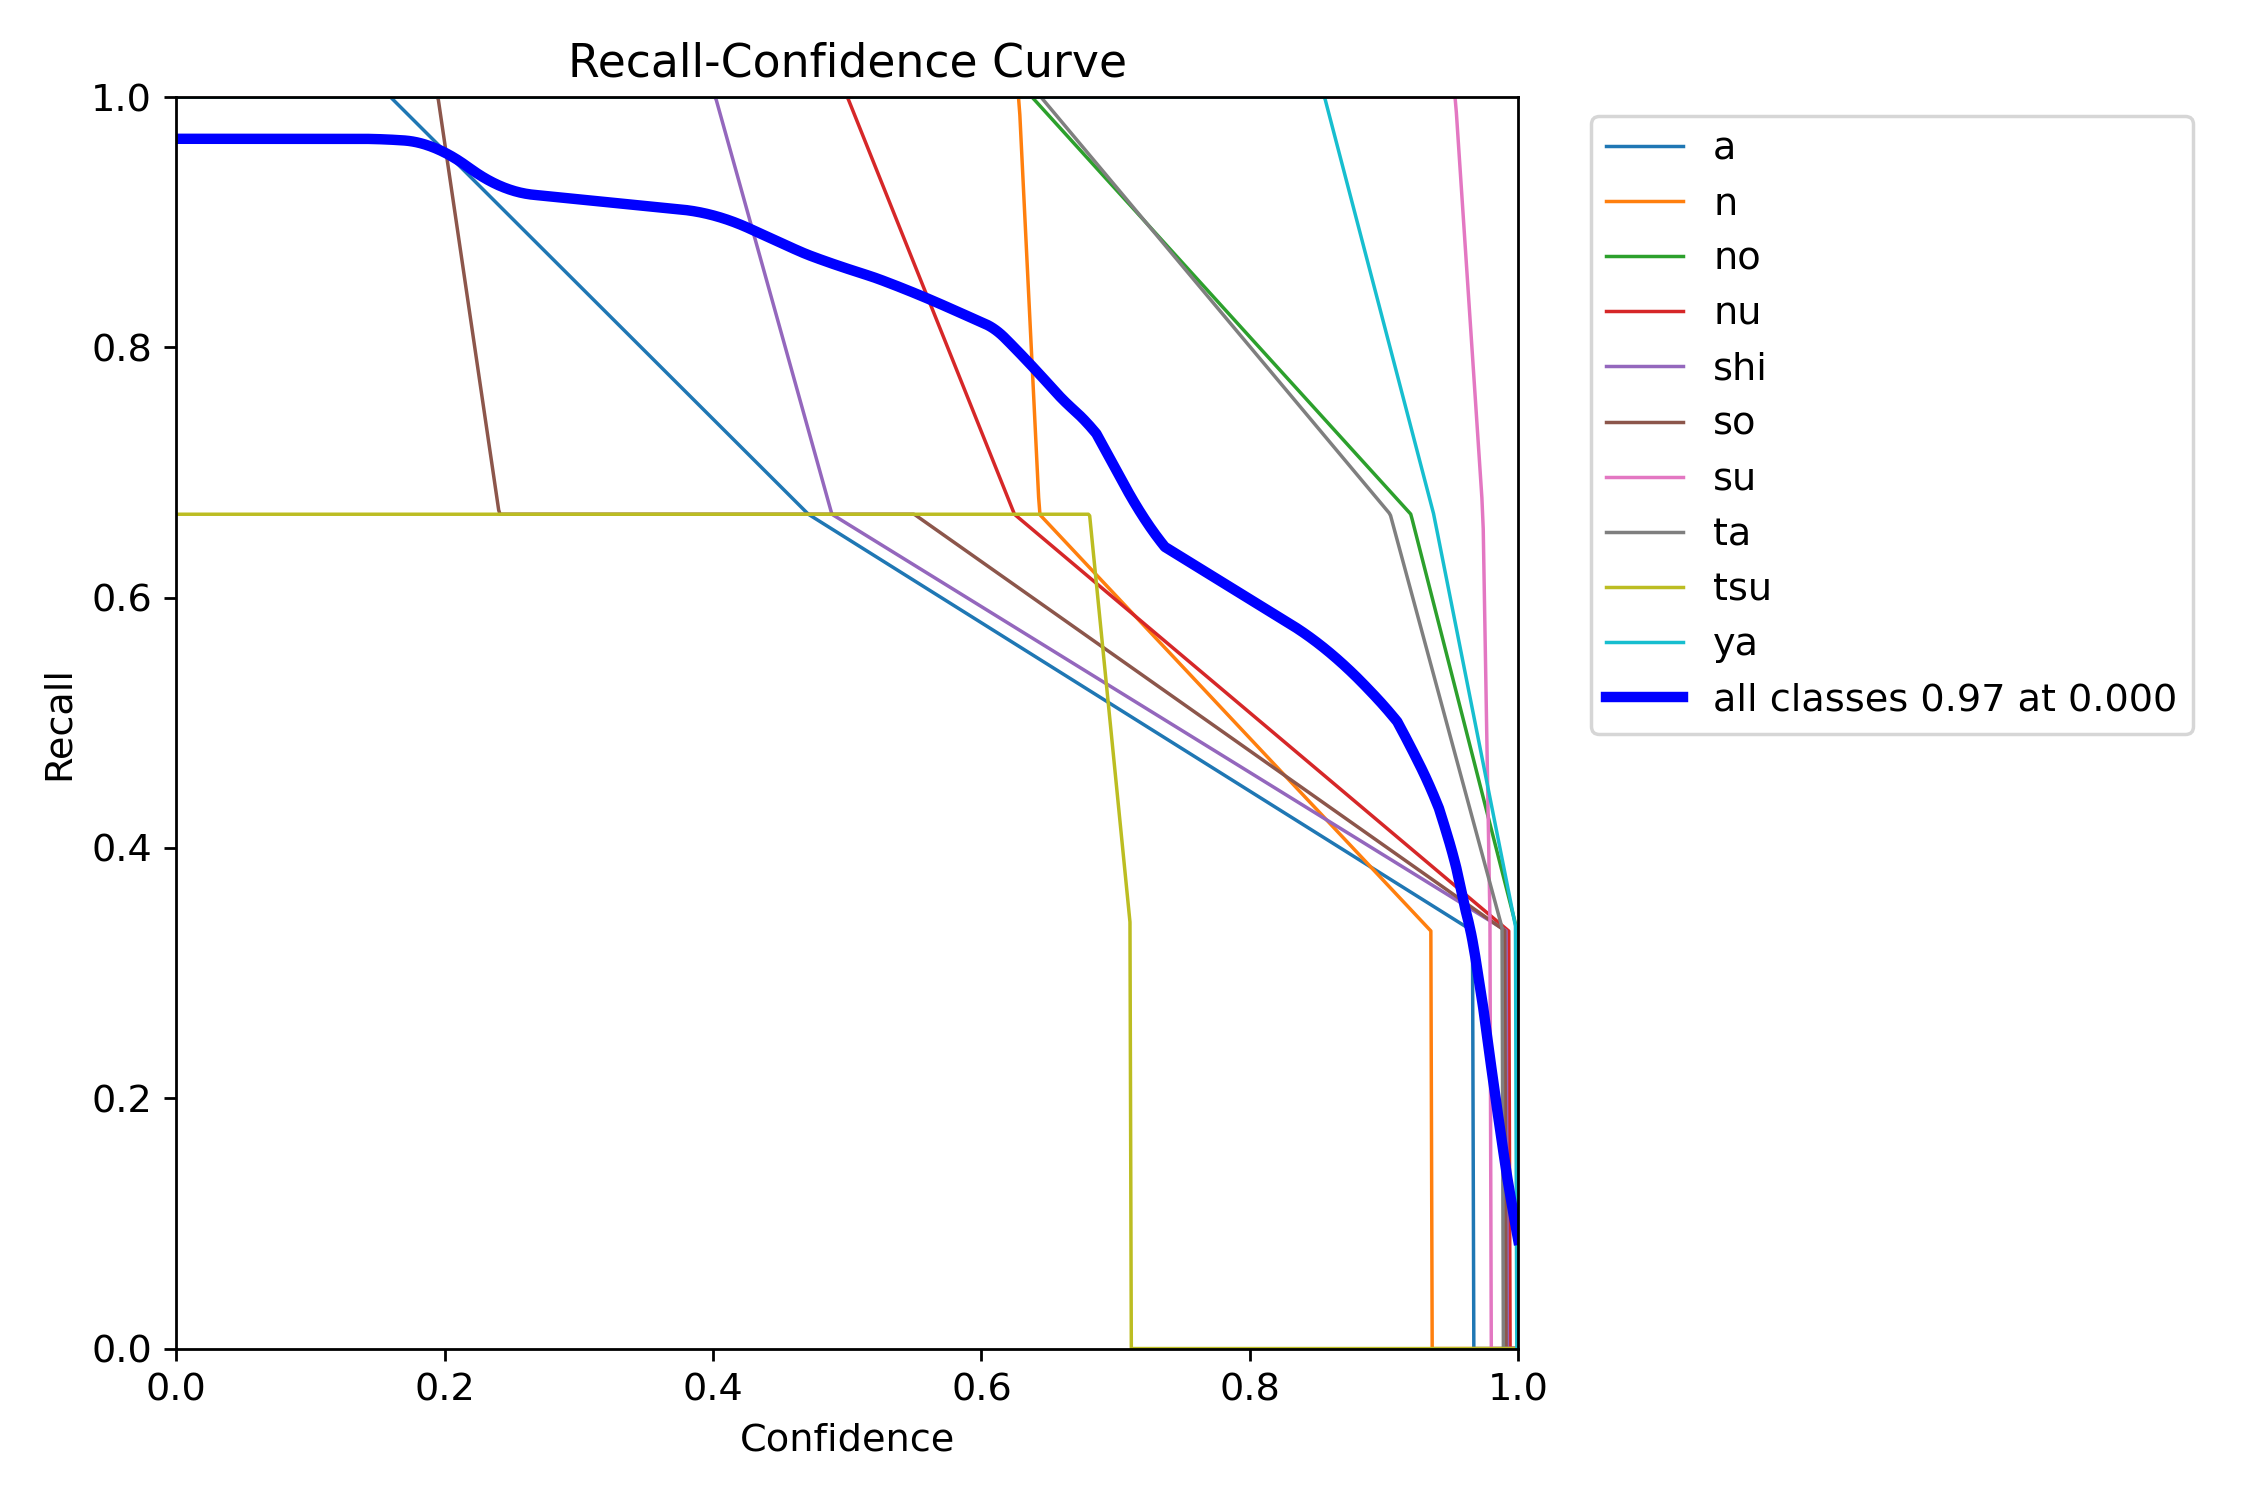 Recall-Confidence Curve
1.0
0.8
0.6
0.4
0.2
0.0
Recall
0.0 0.2 0.4 0.6 0.8 1.0
Confidence
a
n
no
nu
shi
so
su
ta
tsu
ya
all classes 0.97 at 0.000